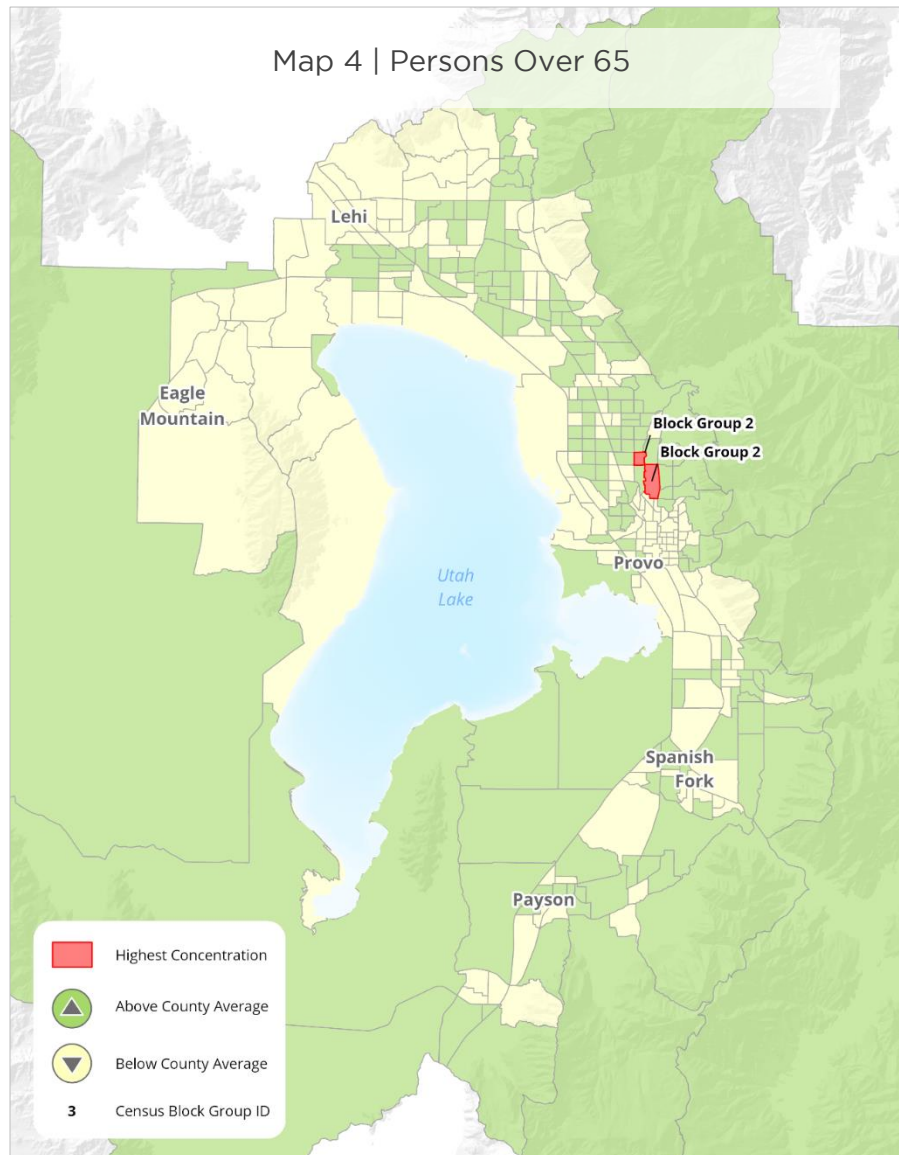 Map 4 | Persons Over 65
Lehi
Eagle
Mountain
Block Group 2
Block Group 2
Provo
Utah
Lake
Spanish
Fork
Payson
Highest Concentration
Above County Average
Below County Average
3 Census Block Group ID